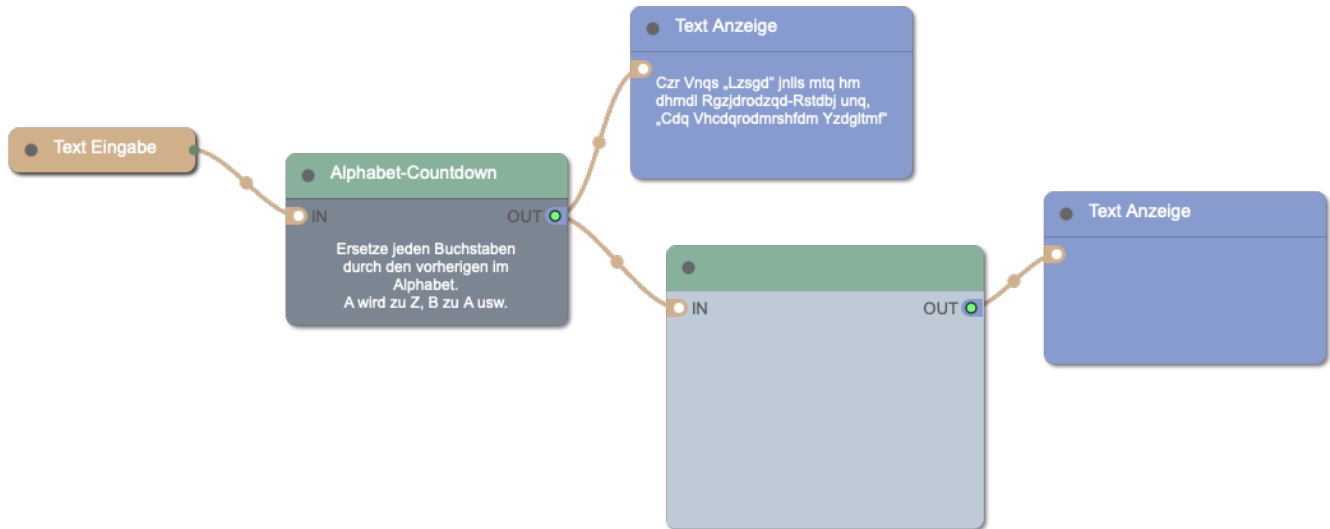 Text Eingabe
Alphabet-Countdown
IN
OUT
Ersetze jeden Buchstaben
durch den vorherigen im
Alphabet.
A wird zu Z, B zu A usw.
Text Anzeige
Czr Vnqs „Lzsgd“ jnlls mtq hm
dhmdl Rgzjdrodzqd-Rstdbj unq,
„Cdq Vhcdqrodmrshfdm Yzdgltmf“
IN
OUT
Text Anzeige